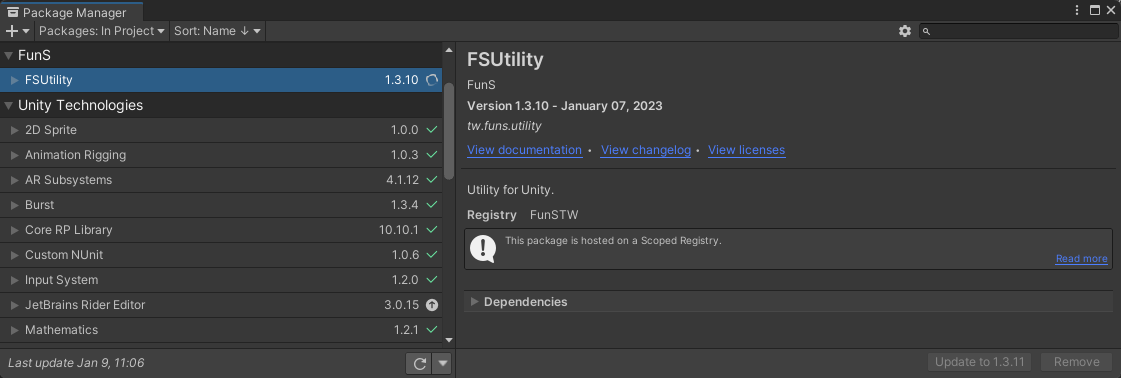 Package Manager
Packages: In Project Sort: Name ↓
FunS
FSUtility 1.3.10
Unity Technologies
2D Sprite 1.0.0
Animation Rigging 1.0.3
AR Subsystems 4.1.12
Burst 1.3.4
Core RP Library 10.10.1
Custom NUnit 1.0.6
Input System 1.2.0
JetBrains Rider Editor 3.0.15
Mathematics 1.2.1
Last update Jan 9, 11:06
FSUtility
FunS
Version 1.3.10 - January 07, 2023
tw.funs.utility
View documentation • View changelog • View licenses
Utility for Unity.
Registry FunSTW
This package is hosted on a Scoped Registry.
Read more
Dependencies
Update to 1.3.11 Remove